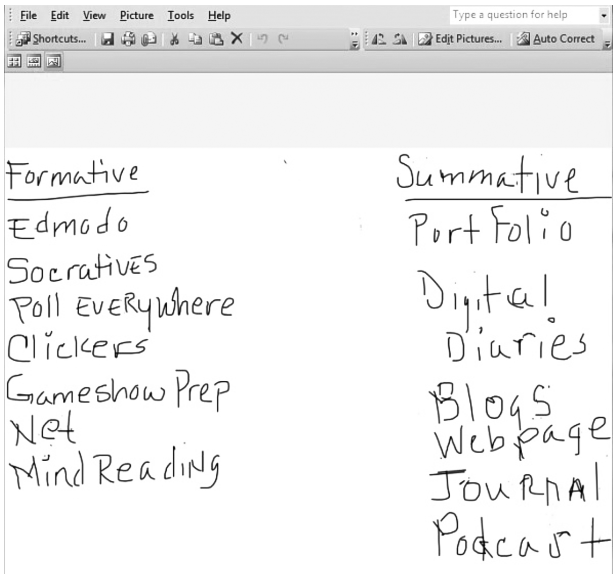 File Edit View Picture Tools Help
Type a question for help
Shortcuts... Edit Pictures... Auto Correct
Formative
Edmodo
Socratives
Poll EVERywhere
Clickers
Gameshow Prep
Net
Mind Reading
Summative
Portfolio
Digital
Diaries
Blogs
Webpage
JOURNAl
Podcast